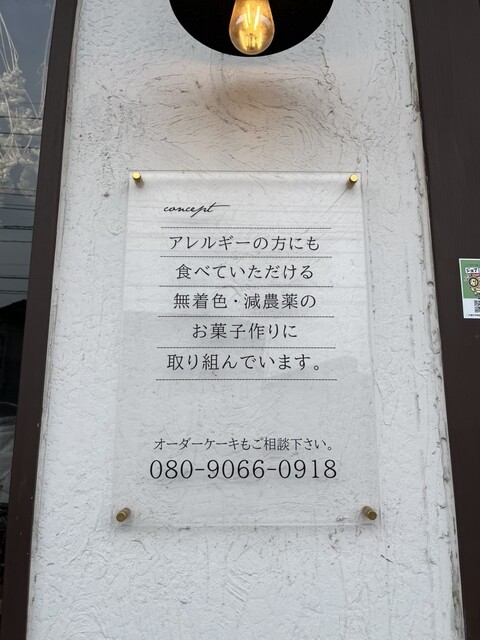 concept
アレルギーの方にも
食べていただける
無着色・減農薬の
お菓子作りに
取り組んでいます。
オーダーケーキもご相談下さい。
080-9066-0918